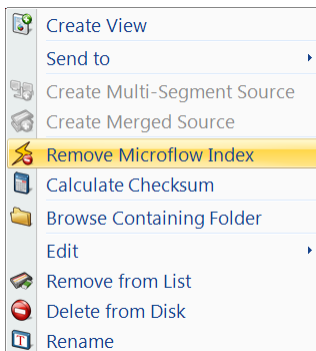 Create View
Send to
Create Multi-Segment Source
Create Merged Source
Remove Microflow Index
Calculate Checksum
Browse Containing Folder
Edit
Remove from List
Delete from Disk
Rename